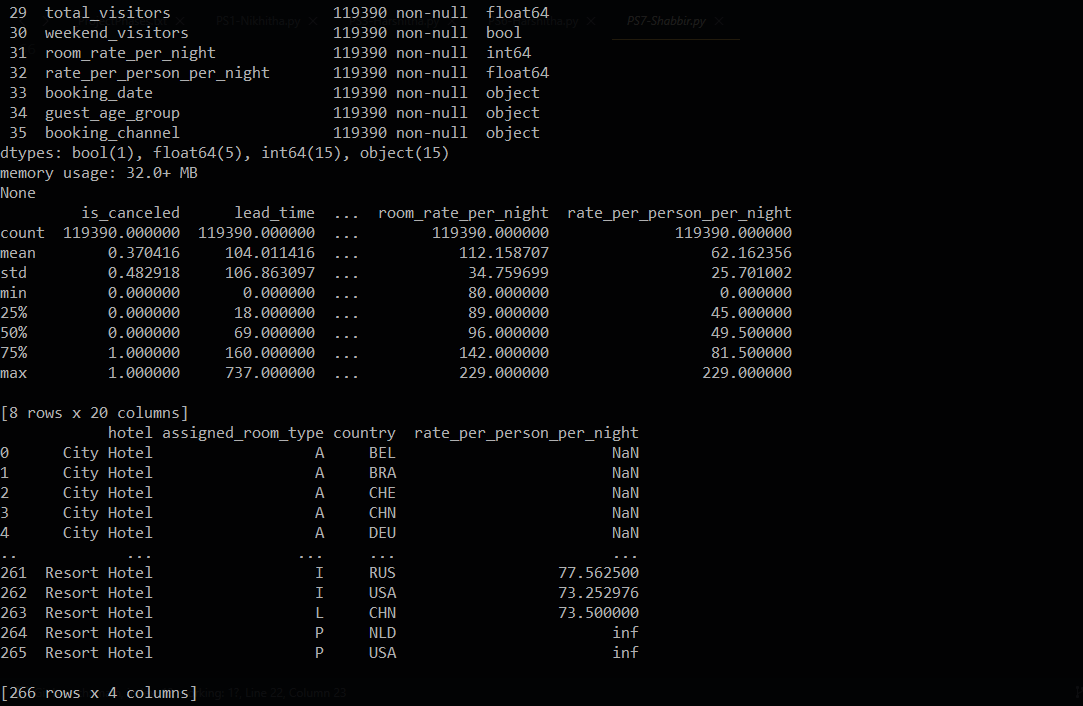 PS1-Nikhitha.py PS7-Shabbir.py
29 total_visitors 119390 non-null float64
30 weekend_visitors 119390 non-null bool
31 room_rate_per_night 119390 non-null int64
32 rate_per_person_per_night 119390 non-null float64
33 booking_date 119390 non-null object
34 guest_age_group 119390 non-null object
35 booking_channel 119390 non-null object
dtypes: bool(1), float64(5), int64(15), object(15)
memory usage: 32.0+ MB
None
is_canceled lead_time ... room_rate_per_night rate_per_person_per_night
count 119390.000000 119390.000000 ... 119390.000000 119390.000000
mean 0.370416 104.011416 ... 112.158707 62.162356
std 0.482918 106.863097 ... 34.759699 25.701002
min 0.000000 0.000000 ... 80.000000 0.000000
25% 0.000000 18.000000 ... 89.000000 45.000000
50% 0.000000 69.000000 ... 96.000000 49.500000
75% 1.000000 160.000000 ... 142.000000 81.500000
max 1.000000 737.000000 ... 229.000000 229.000000
[8 rows x 20 columns]
hotel assigned_room_type country rate_per_person_per_night
0 City Hotel A BEL NaN
1 City Hotel A BRA NaN
2 City Hotel A CHE NaN
3 City Hotel A CHN NaN
4 City Hotel A DEU NaN
.. ... ... ... ...
261 Resort Hotel I RUS 77.562500
262 Resort Hotel I USA 73.252976
263 Resort Hotel L CHN 73.500000
264 Resort Hotel P NLD inf
265 Resort Hotel P USA inf
[266 rows x 4 columns] Line 22, Column 23